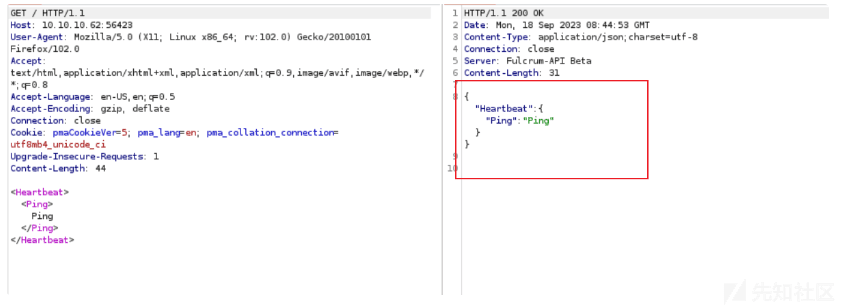 GET / HTTP/1.1
Host: 10.10.10.62:56423
User-Agent: Mozilla/5.0 (X11; Linux x86_64; rv:102.0) Gecko/20100101
Firefox/102.0
Accept:
text/html,application/xhtml+xml,application/xml;q=0.9,image/avif,image/webp,*/
*;q=0.8
Accept-Language: en-US,en;q=0.5
Accept-Encoding: gzip, deflate
Connection: close
Cookie: pmaCookieVer=5; pma_lang=en; pma_collation_connection=
utf8mb4_unicode_ci
Upgrade-Insecure-Requests: 1
Content-Length: 44
<Heartbeat>
<Ping>
Ping
</Ping>
</Heartbeat>
1 HTTP/1.1 200 OK
2 Date: Mon, 18 Sep 2023 08:44:53 GMT
3 Content-Type: application/json;charset=utf-8
4 Connection: close
5 Server: Fulcrum-API Beta
6 Content-Length: 31
7
8 {
"Heartbeat":{
"Ping":"Ping"
}
}
9
10
先知社区